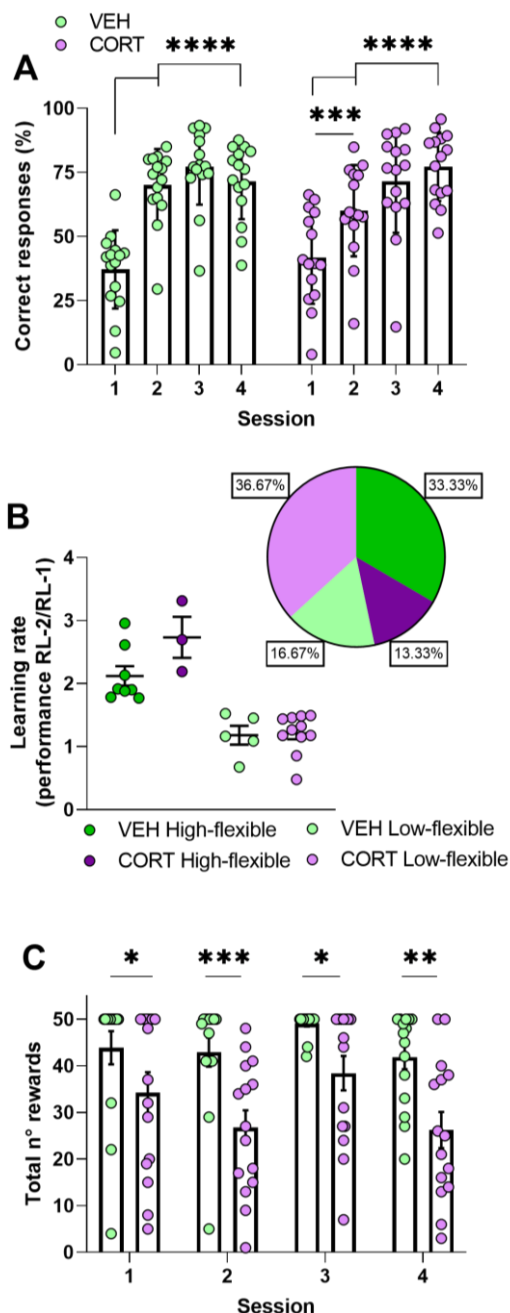 VEH
CORT
A
****
****
***
Correct responses (%)
100
75
50
25
0
1 2 3 4 1 2 3 4
Session
B
36.67%
33.33%
16.67%
13.33%
Learning rate
(performance RL-2/RL-1)
4
3
2
1
0
VEH High-flexible
VEH Low-flexible
CORT High-flexible
CORT Low-flexible
C
* *** * **
Total n° rewards
50
40
30
20
10
0
1 2 3 4
Session